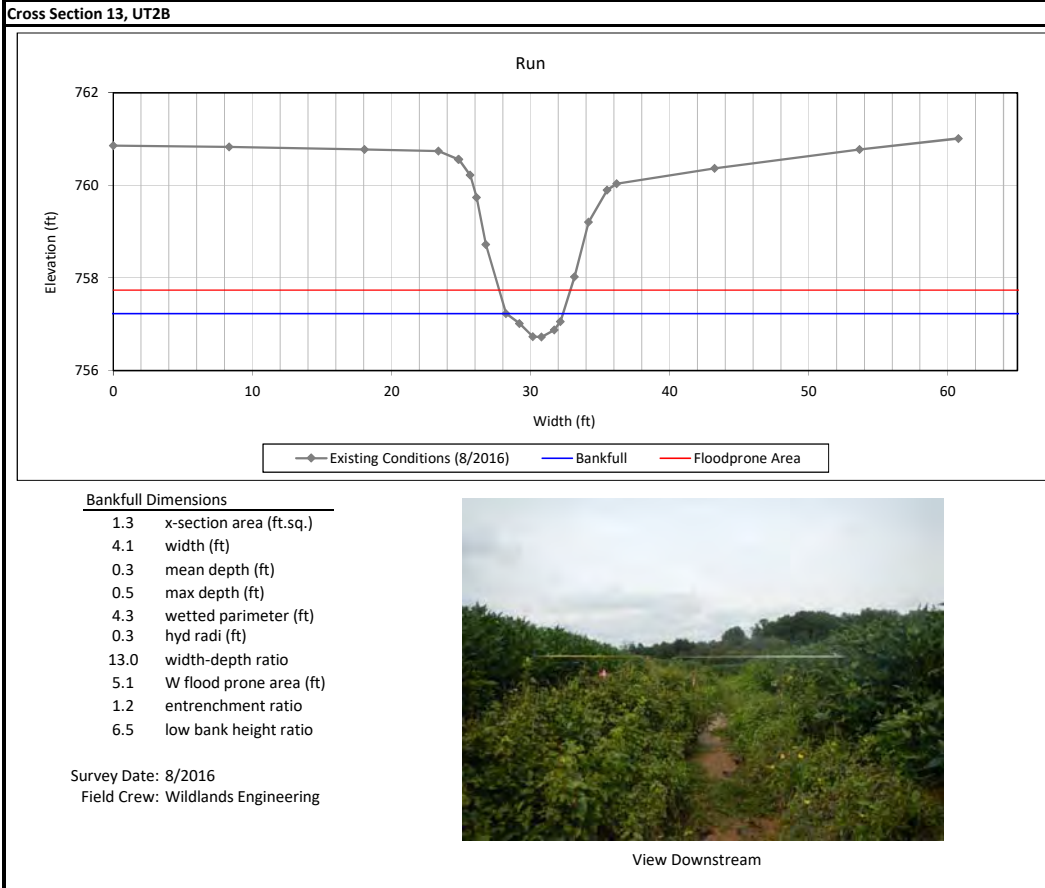 Cross Section 13, UT2B
Run
762
760
758
756
Elevation (ft)
0 10 20 30 40 50 60
Width (ft)
Existing Conditions (8/2016) Bankfull Floodprone Area
Bankfull Dimensions
1.3 x-section area (ft.sq.)
4.1 width (ft)
0.3 mean depth (ft)
0.5 max depth (ft)
4.3 wetted parimeter (ft)
0.3 hyd radi (ft)
13.0 width-depth ratio
5.1 W flood prone area (ft)
1.2 entrenchment ratio
6.5 low bank height ratio
Survey Date: 8/2016
Field Crew: Wildlands Engineering
View Downstream